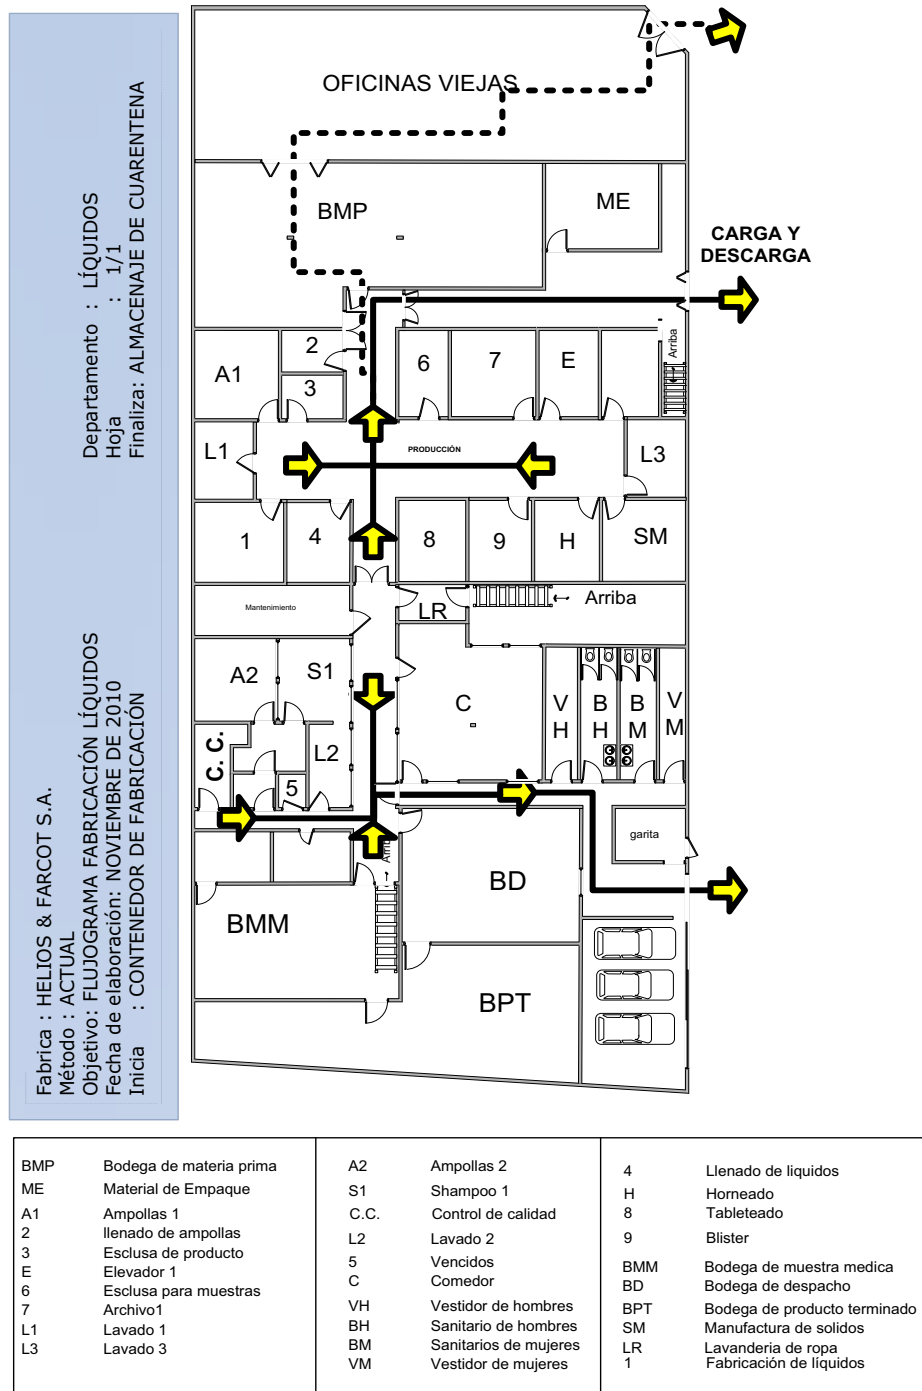 Fabrica : HELIOS & FARCOT S.A.
Método : ACTUAL
Objetivo: FLUJOGRAMA FABRICACIÓN LÍQUIDOS
Fecha de elaboración: NOVIEMBRE DE 2010
Inicia : CONTENEDOR DE FABRICACIÓN
Departamento : LÍQUIDOS
Hoja : 1/1
Finaliza: ALMACENAJE DE CUARENTENA
OFICINAS VIEJAS
BMP
ME
CARGA Y
DESCARGA
A1
2
3
6
7
E
Arriba
L1
PRODUCCIÓN
L3
1
4
8
9
H
SM
Mantenimiento
LR
Arriba
A2
S1
C
VH
BH
BM
VM
C. C.
L2
5
garita
Arriba
BMM
BD
BPT
BMP Bodega de materia prima
ME Material de Empaque
A1 Ampollas 1
2 llenado de ampollas
3 Esclusa de producto
E Elevador 1
6 Esclusa para muestras
7 Archivo1
L1 Lavado 1
L3 Lavado 3
A2 Ampollas 2
S1 Shampoo 1
C.C. Control de calidad
L2 Lavado 2
5 Vencidos
C Comedor
VH Vestidor de hombres
BH Sanitario de hombres
BM Sanitarios de mujeres
VM Vestidor de mujeres
4 Llenado de liquidos
H Horneado
8 Tableteado
9 Blister
BMM Bodega de muestra medica
BD Bodega de despacho
BPT Bodega de producto terminado
SM Manufactura de solidos
LR Lavanderia de ropa
1 Fabricación de líquidos